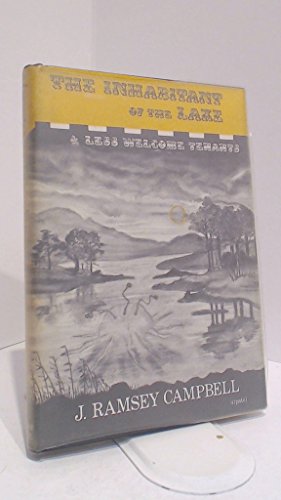 THE INHABITANT
OF THE LAKE
& LESS WELCOME TENANTS
J. RAMSEY CAMPBELL